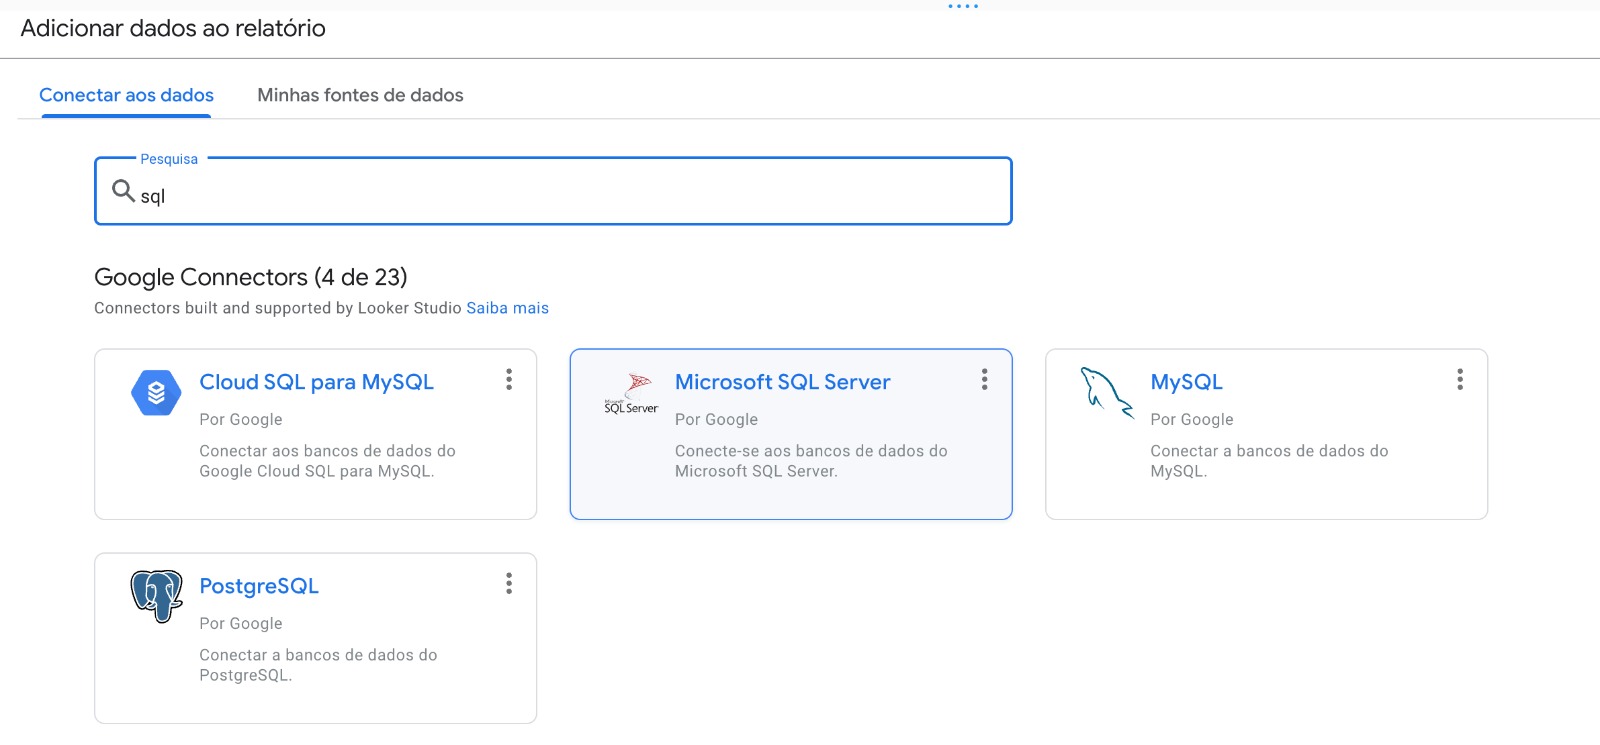 Adicionar dados ao relatório
Conectar aos dados
Minhas fontes de dados
Pesquisa
sql
Google Connectors (4 de 23)
Connectors built and supported by Looker Studio Saiba mais
Cloud SQL para MySQL
Por Google
Conectar aos bancos de dados do
Google Cloud SQL para MySQL.
Microsoft
SQL Server
Microsoft SQL Server
Por Google
Conecte-se aos bancos de dados do
Microsoft SQL Server.
MySQL
Por Google
Conectar a bancos de dados do
MySQL.
PostgreSQL
Por Google
Conectar a bancos de dados do
PostgreSQL.